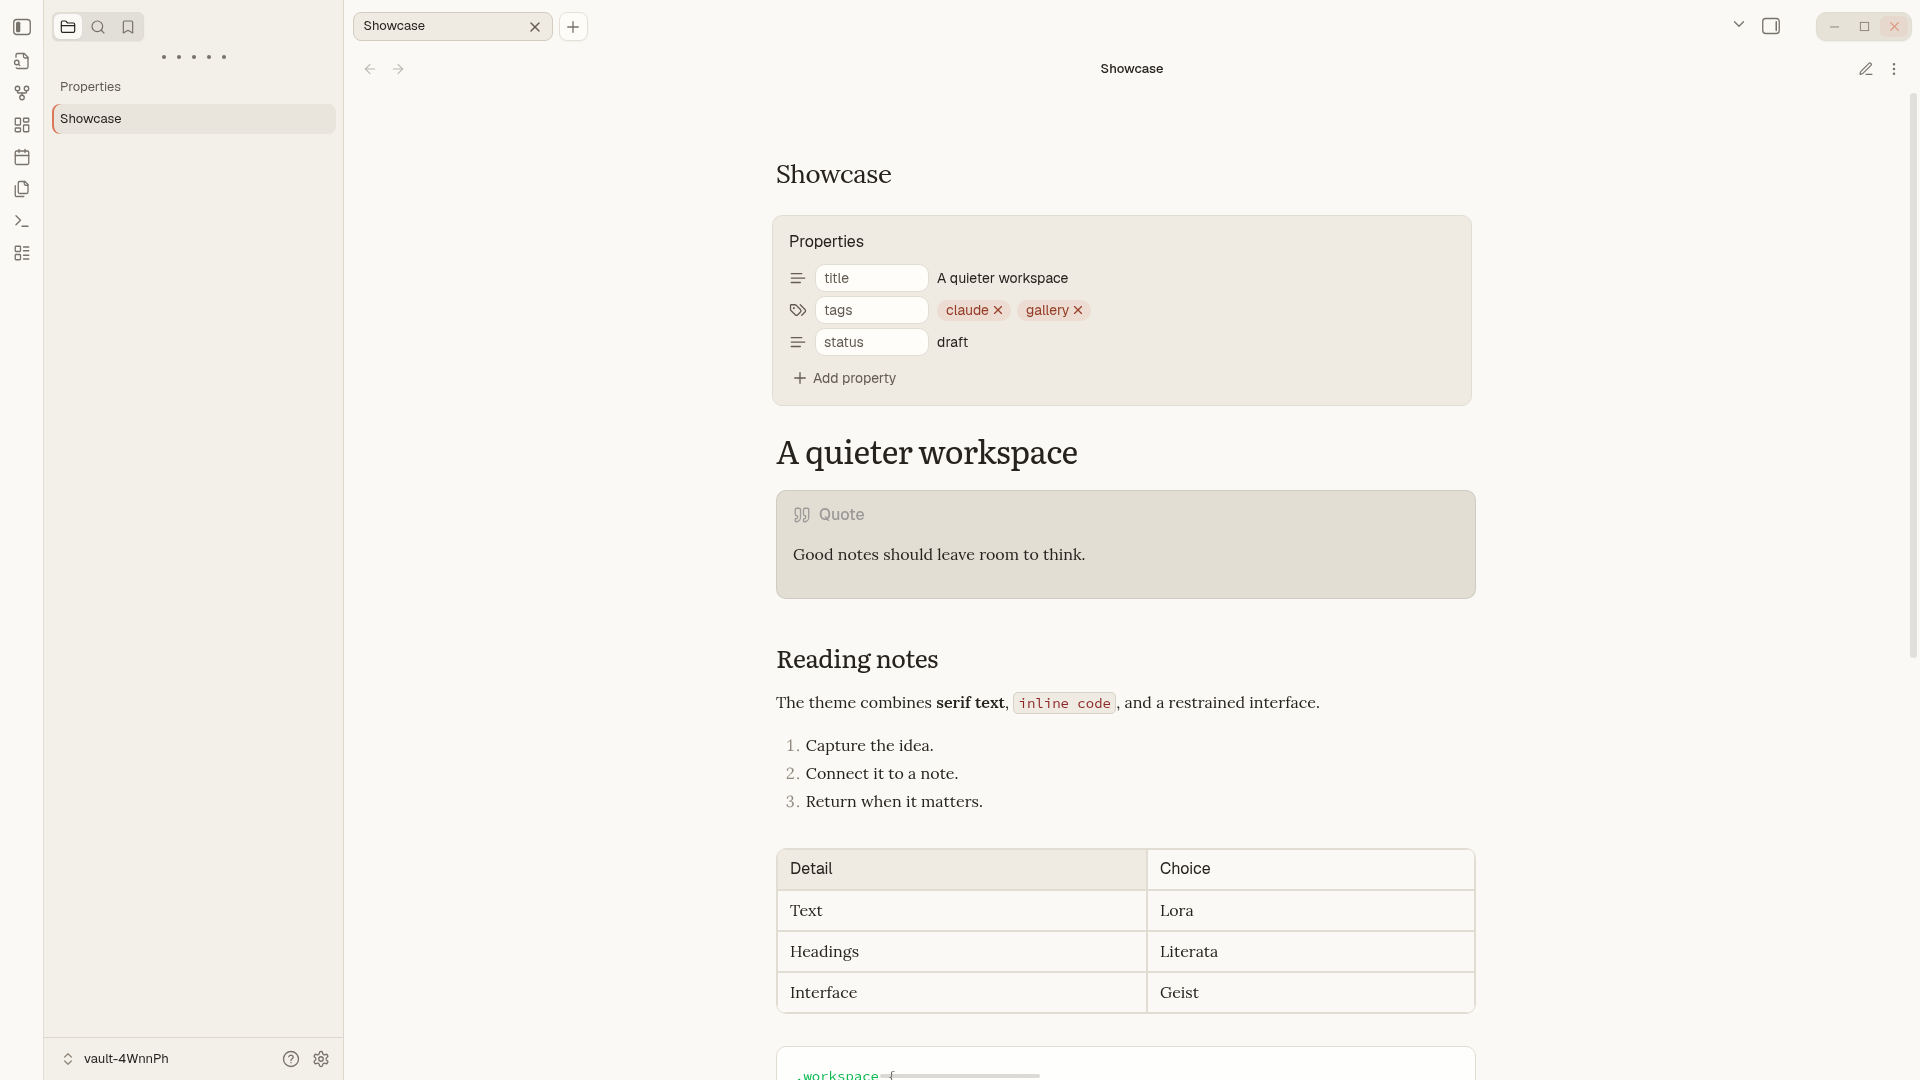 Showcase
Showcase
Properties
Showcase
Showcase
Properties
title A quieter workspace
tags claude gallery
status draft
Add property
A quieter workspace
Quote
Good notes should leave room to think.
Reading notes
The theme combines serif text, inline code, and a restrained interface.
1. Capture the idea.
2. Connect it to a note.
3. Return when it matters.
Detail Choice
Text Lora
Headings Literata
Interface Geist
.workspace {
vault-4WnnPh